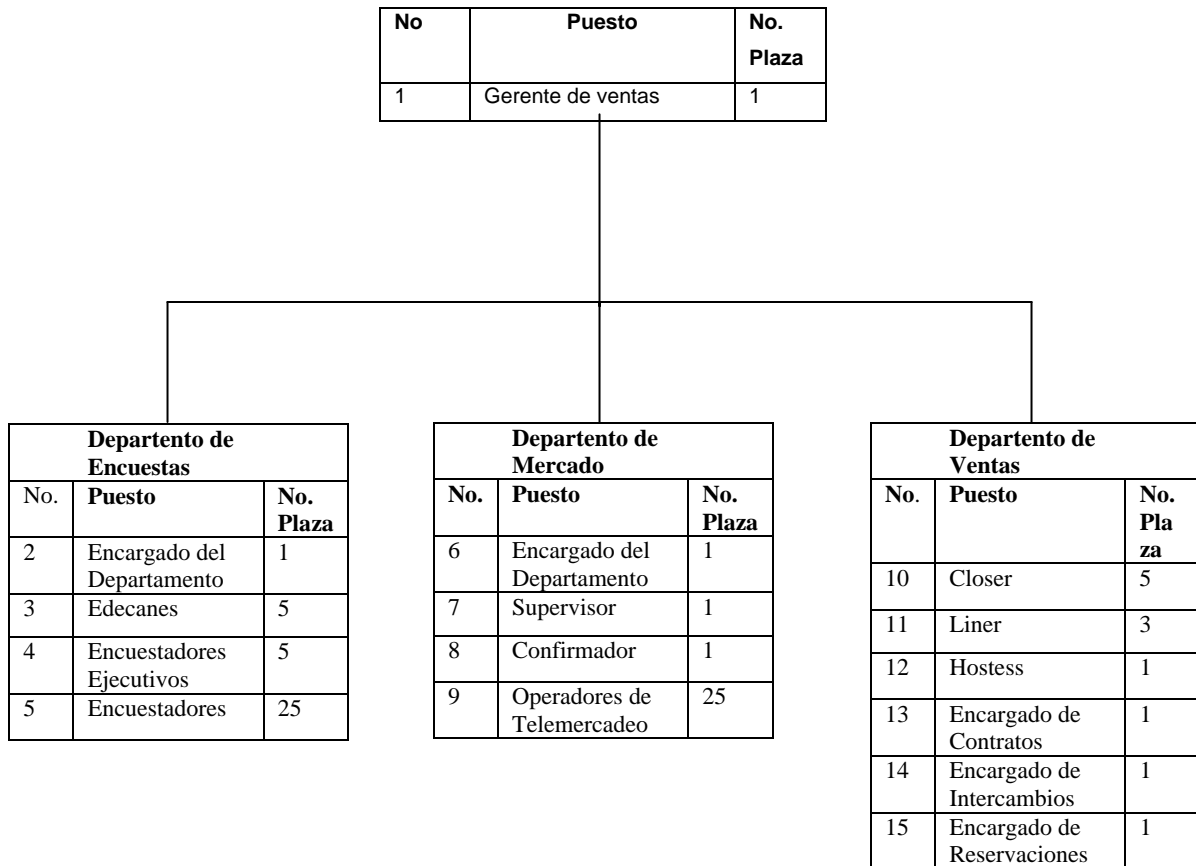 No Puesto No.
Plaza
1 Gerente de ventas 1
Departento de
Encuestas
No. Puesto No.
Plaza
2 Encargado del 1
Departamento
3 Edecanes 5
4 Encuestadores 5
Ejecutivos
5 Encuestadores 25
Departento de
Mercado
No. Puesto No.
Plaza
6 Encargado del 1
Departamento
7 Supervisor 1
8 Confirmador 1
9 Operadores de 25
Telemercadeo
Departento de
Ventas
No. Puesto No.
Pla
za
10 Closer 5
11 Liner 3
12 Hostess 1
13 Encargado de 1
Contratos
14 Encargado de 1
Intercambios
15 Encargado de 1
Reservaciones